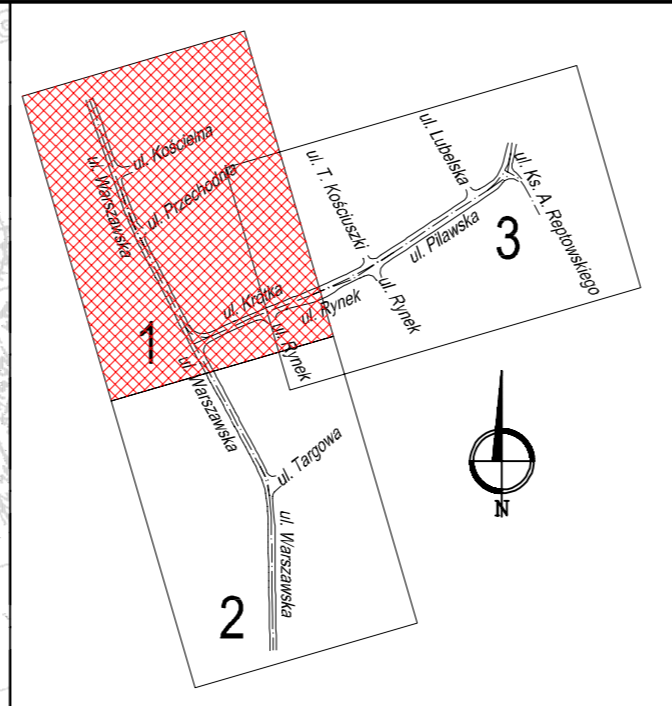 ul. Kościelna
ul. Warszawska
ul. Przechodnia
ul. T. Kościuszki
ul. Lubelska
ul. Ks. A. Reptowskiego
ul. Pilawska
3
ul. Krótka
ul. Rynek
ul. Rynek
ul. Rynek
1
ul. Warszawska
ul. Targowa
ul. Warszawska
2
N